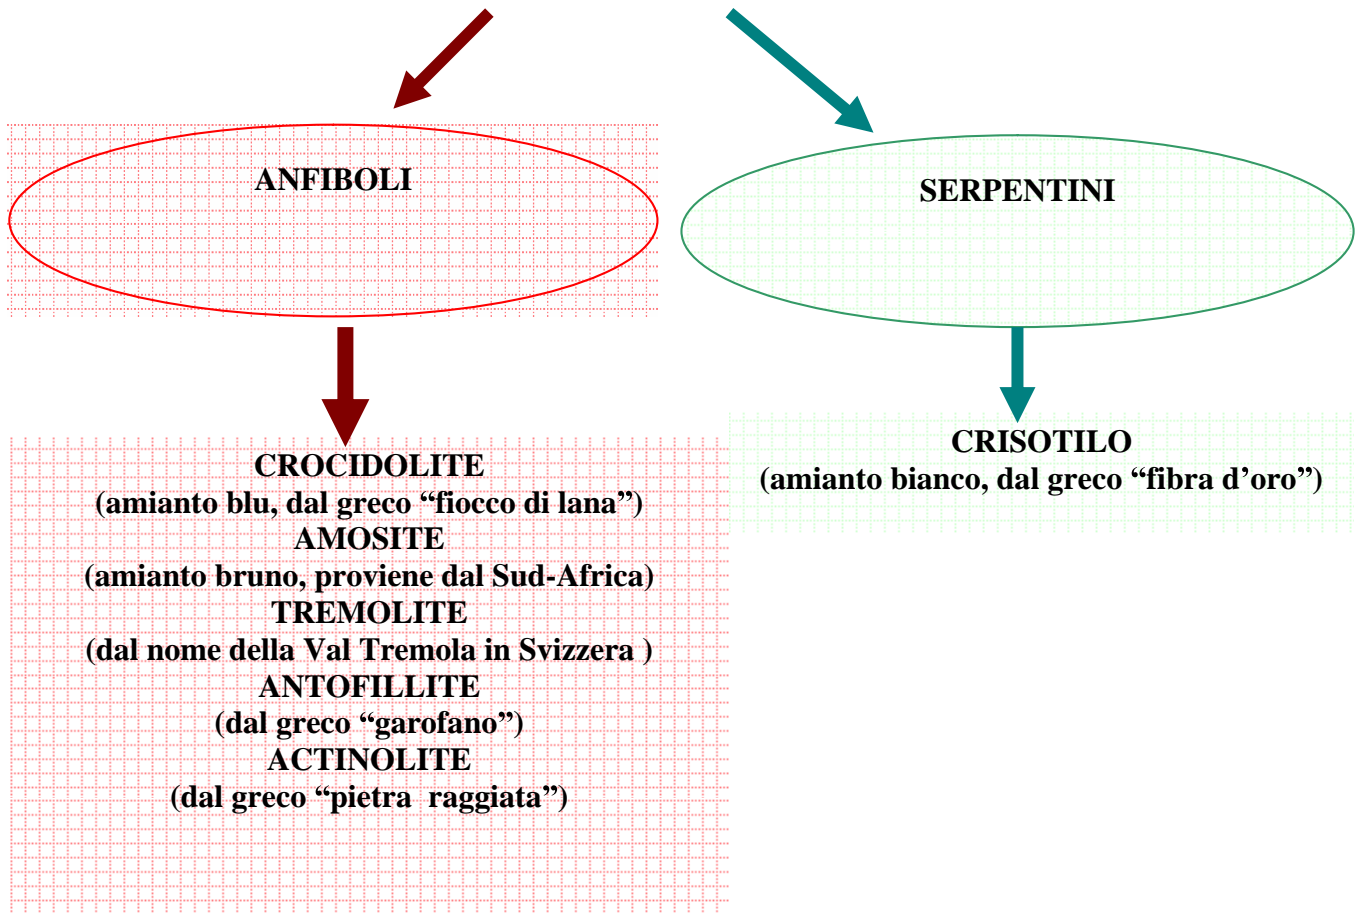 ANFIBOLI
SERPENTINI
CROCIDOLITE
(amianto blu, dal greco “fiocco di lana”)
AMOSITE
(amianto bruno, proviene dal Sud-Africa)
TREMOLITE
(dal nome della Val Tremola in Svizzera )
ANTOFILLITE
(dal greco “garofano”)
ACTINOLITE
(dal greco “pietra  raggiata”)
CRISOTILO
(amianto bianco, dal greco “fibra d’oro”)